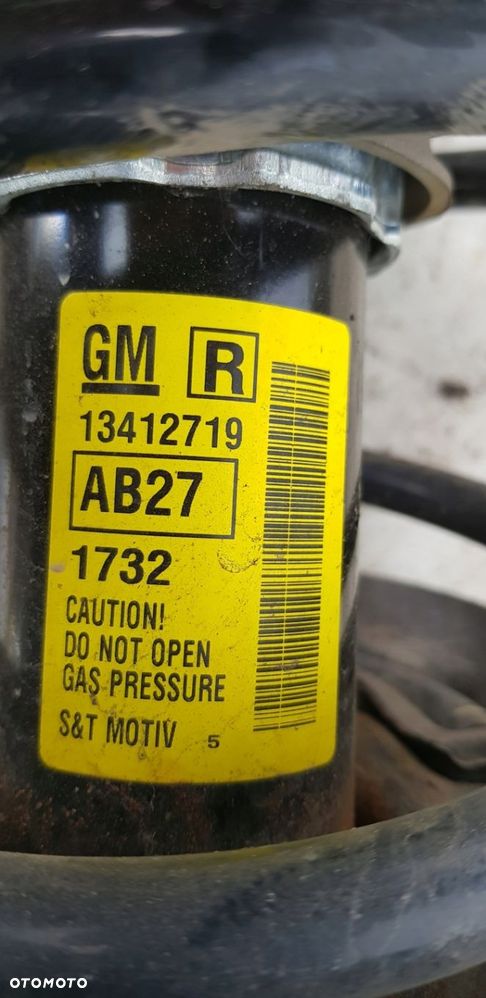 GM R
13412719
AB27
1732
CAUTION!
DO NOT OPEN
GAS PRESSURE
S&T MOTIV 5
OTOMOTO